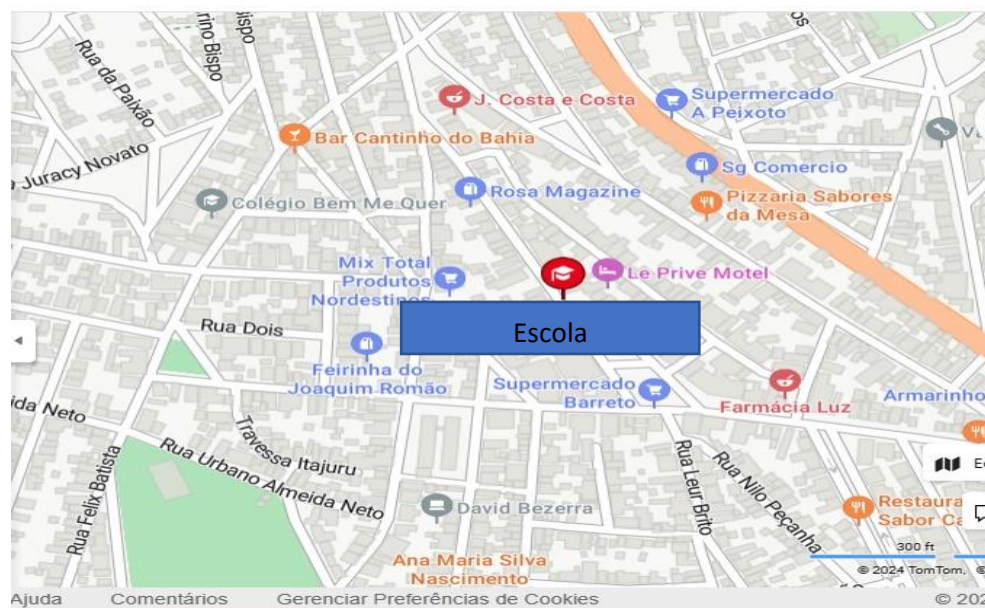 Bispo
rino Bispo
Rua da Paixão
J. Costa e Costa
Supermercado
A Peixoto
Bar Cantinho do Bahia
Juracy Novato
Sg Comercio
Rosa Magazine
Colégio Bem Me Quer
Pizzaria Sabores
da Mesa
Mix Total
Produtos
Nordestinos
Le Prive Motel
Rua Dois
Escola
Feirinha do
Joaquim Romão
Supermercado
Barreto
Farmácia Luz
Armarinho
ida Neto
Travessa Itajuru
Rua Urbano Almeida Neto
Rua Felix Batista
Rua Leur Brito
Rua Nilo Peçanha
David Bezerra
Restaura
Sabor Ca
Ana Maria Silva
Nascimento
300 ft
© 2024 TomTom, ©
Ajuda Comentários Gerenciar Preferências de Cookies © 202